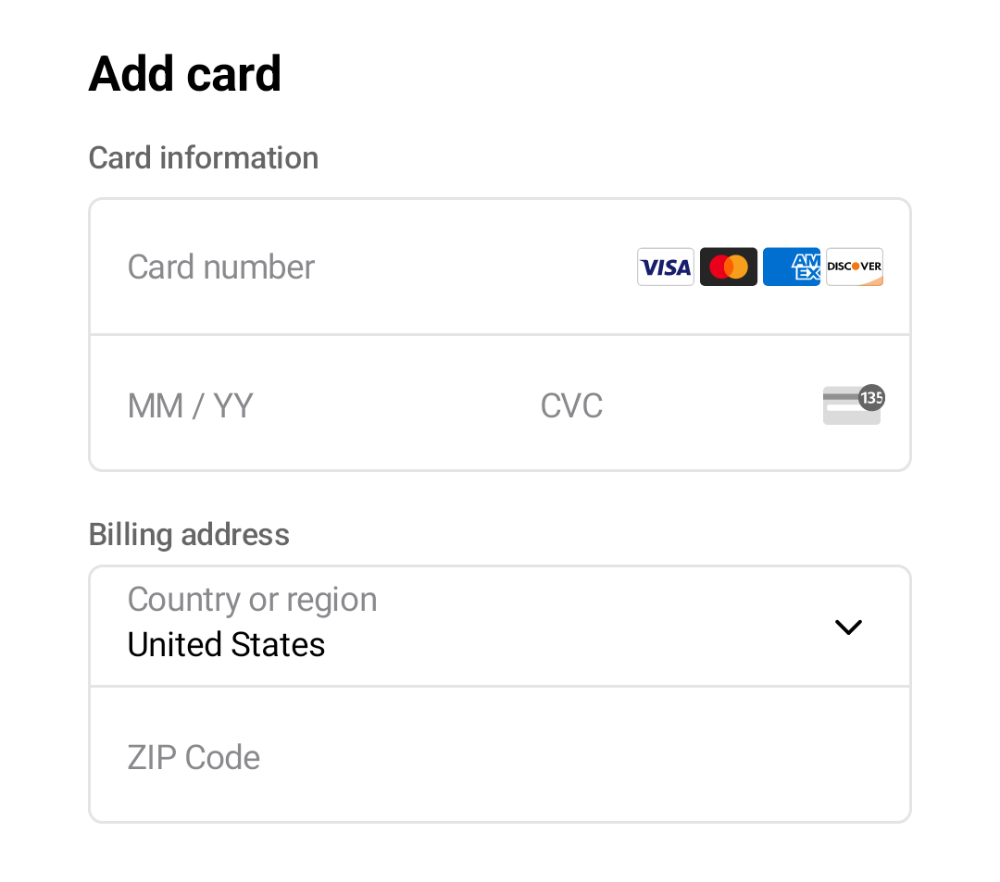 Add card
Card information
Card number VISA AMEX DISCOVER
MM / YY CVC 135
Billing address
Country or region
United States
ZIP Code